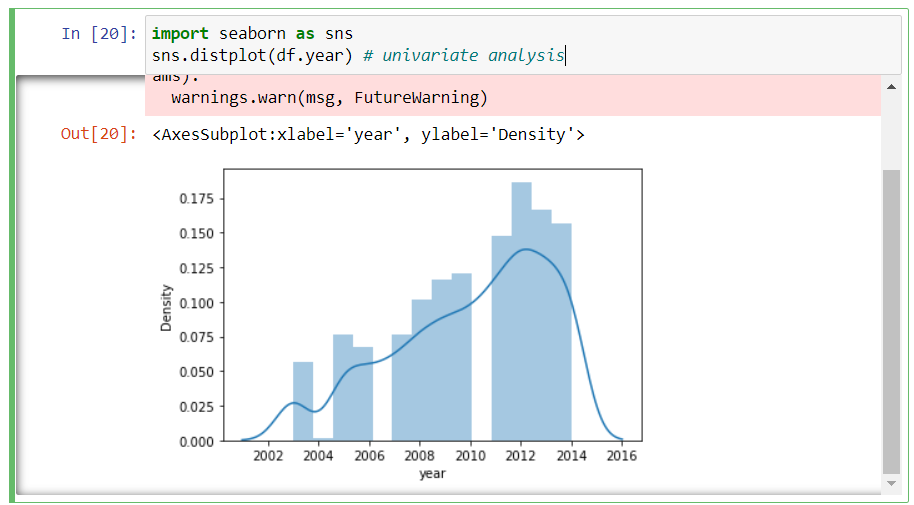 In [20]: import seaborn as sns
sns.distplot(df.year) # univariate analysis
ams).
warnings.warn(msg, FutureWarning)
Out[20]: <AxesSubplot:xlabel='year', ylabel='Density'>
0.175
0.150
0.125
0.100
0.075
0.050
0.025
0.000
Density
2002 2004 2006 2008 2010 2012 2014 2016
year